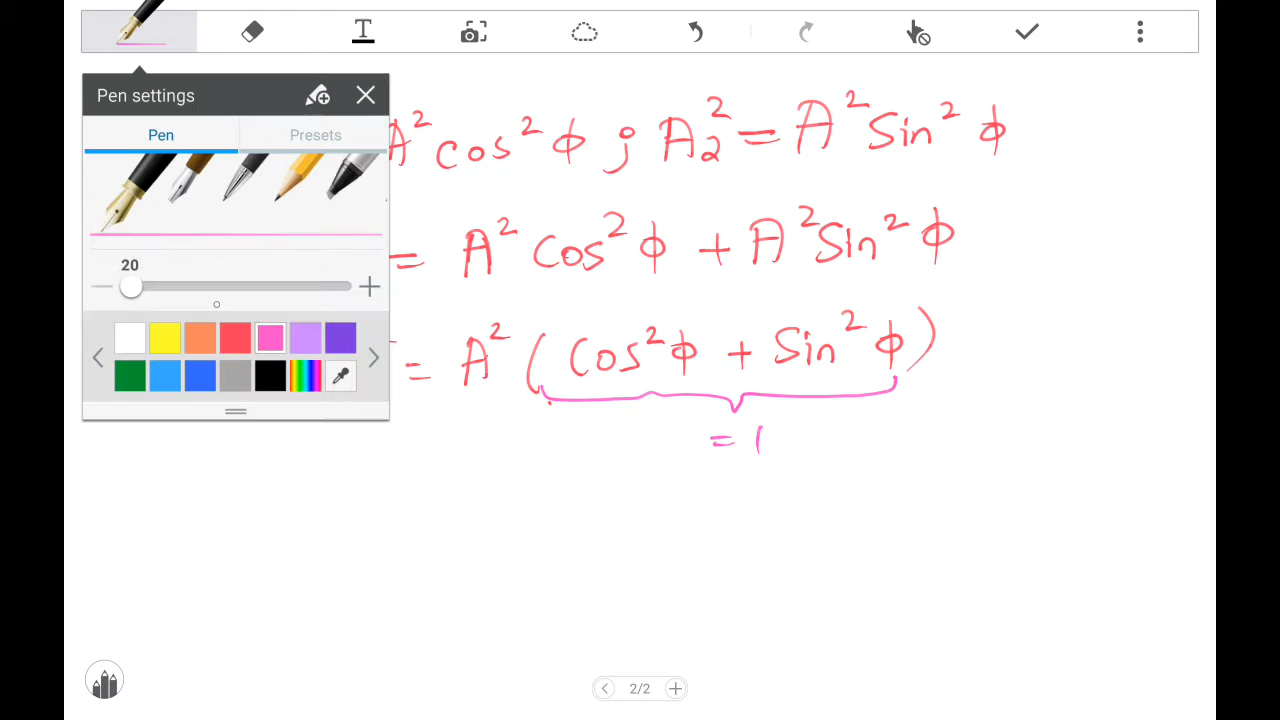 T
Pen settings
Pen Presets
A² cos² ϕ ; A₂² = A² Sin² ϕ
= A² Cos² ϕ + A² Sin² ϕ
20
= A² ( Cos² ϕ + Sin² ϕ )
= 1
2/2